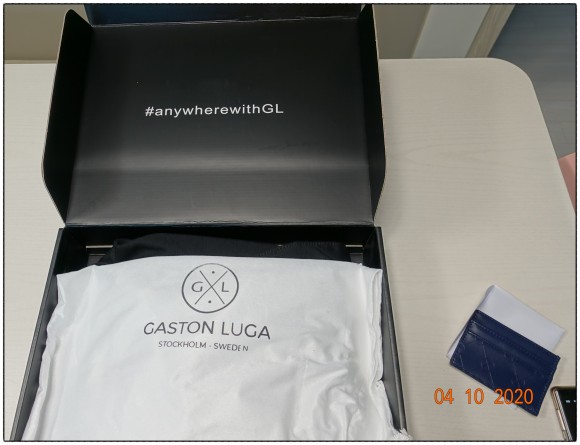 #anywherewithGL
G L
GASTON LUGA
STOCKHOLM - SWEDEN
04 10 2020